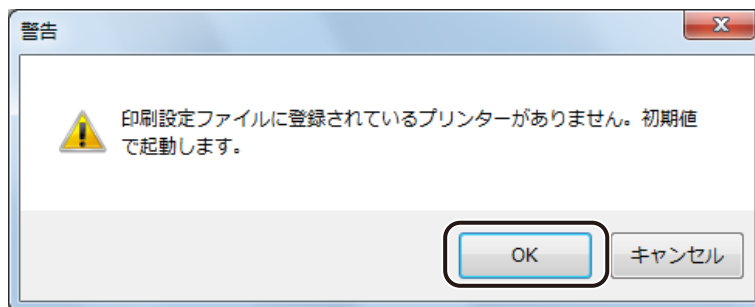 警告
印刷設定ファイルに登録されているプリンターがありません。初期値
で起動します。
OK
キャンセル